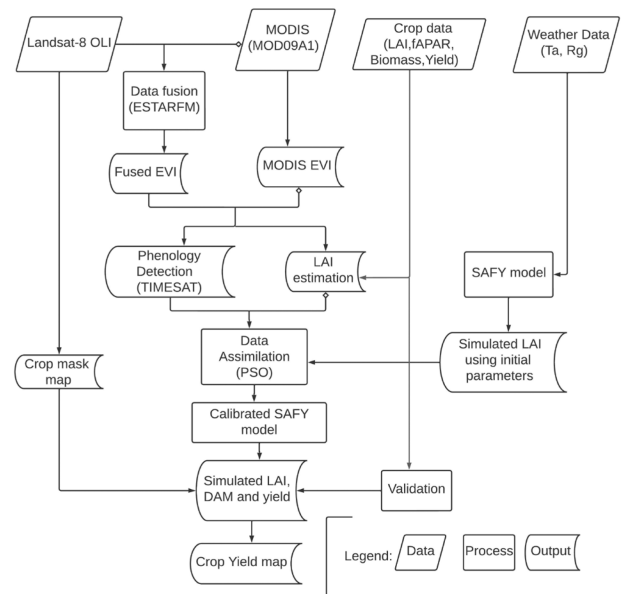 Landsat-8 OLI
MODIS
(MOD09A1)
Crop data
(LAI,fAPAR,
Biomass,Yield)
Weather Data
(Ta, Rg)
Data fusion
(ESTARFM)
Fused EVI
MODIS EVI
Phenology
Detection
(TIMESAT)
LAI
estimation
SAFY model
Data
Assimilation
(PSO)
Simulated LAI
using initial
parameters
Crop mask
map
Calibrated SAFY
model
Simulated LAI,
DAM and yield
Validation
Crop Yield map
Legend:
Data
Process
Output